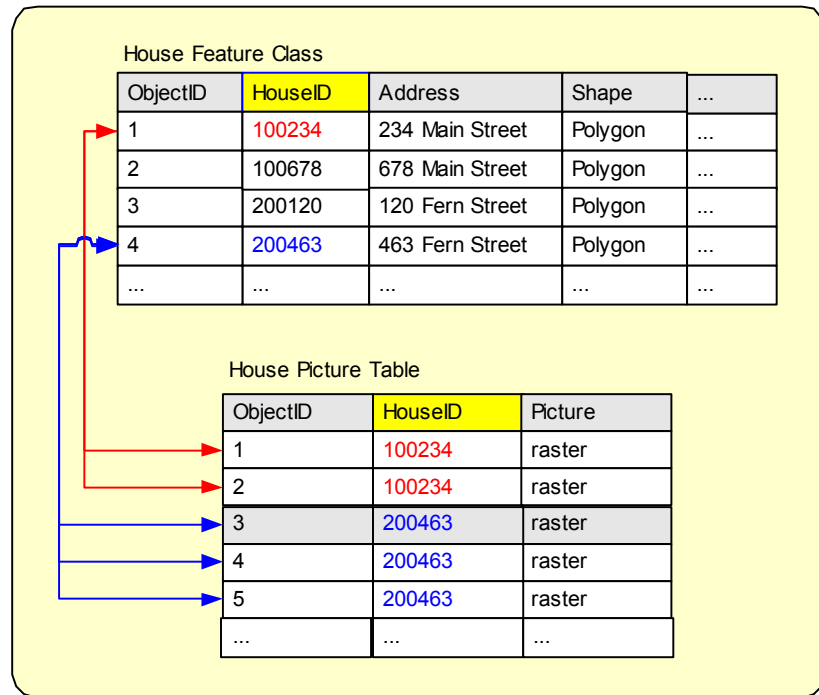 House Feature Class
ObjectID HouseID Address Shape ...
1 100234 234 Main Street Polygon ...
2 100678 678 Main Street Polygon ...
3 200120 120 Fern Street Polygon ...
4 200463 463 Fern Street Polygon ...
... ... ... ... ...
House Picture Table
ObjectID HouseID Picture
1 100234 raster
2 100234 raster
3 200463 raster
4 200463 raster
5 200463 raster
... ... ...